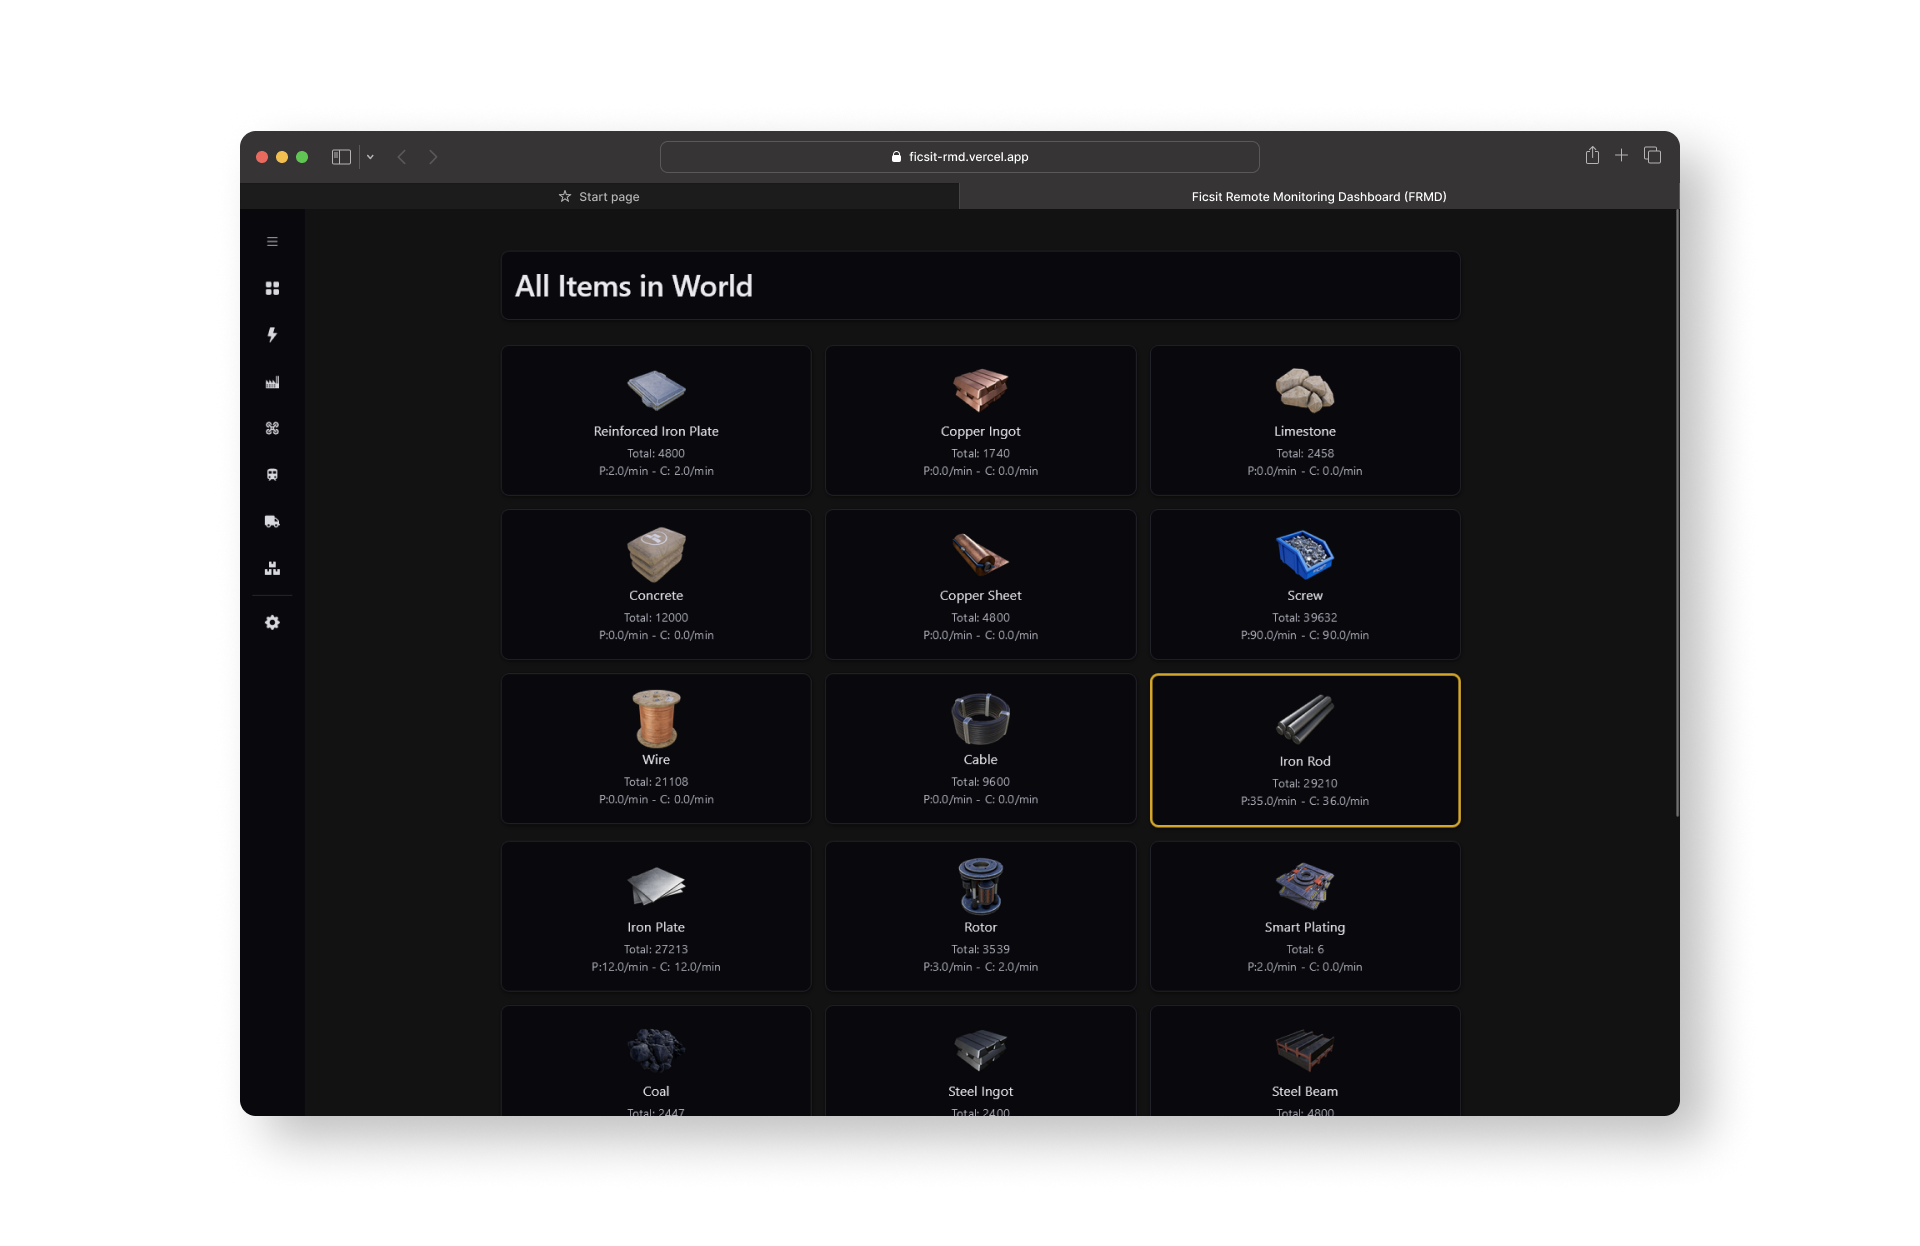 ficsit-rmd.vercel.app
Start page
Ficsit Remote Monitoring Dashboard (FRMD)
All Items in World
Reinforced Iron Plate
Total: 4800
P:2.0/min - C: 2.0/min
Copper Ingot
Total: 1740
P:0.0/min - C: 0.0/min
Limestone
Total: 2458
P:0.0/min - C: 0.0/min
Concrete
Total: 12000
P:0.0/min - C: 0.0/min
Copper Sheet
Total: 4800
P:0.0/min - C: 0.0/min
Screw
Total: 39632
P:90.0/min - C: 90.0/min
Wire
Total: 21108
P:0.0/min - C: 0.0/min
Cable
Total: 9600
P:0.0/min - C: 0.0/min
Iron Rod
Total: 29210
P:35.0/min - C: 36.0/min
Iron Plate
Total: 27213
P:12.0/min - C: 12.0/min
Rotor
Total: 3539
P:3.0/min - C: 2.0/min
Smart Plating
Total: 6
P:2.0/min - C: 0.0/min
Coal
Total: 2447
Steel Ingot
Total: 2400
Steel Beam
Total: 4800